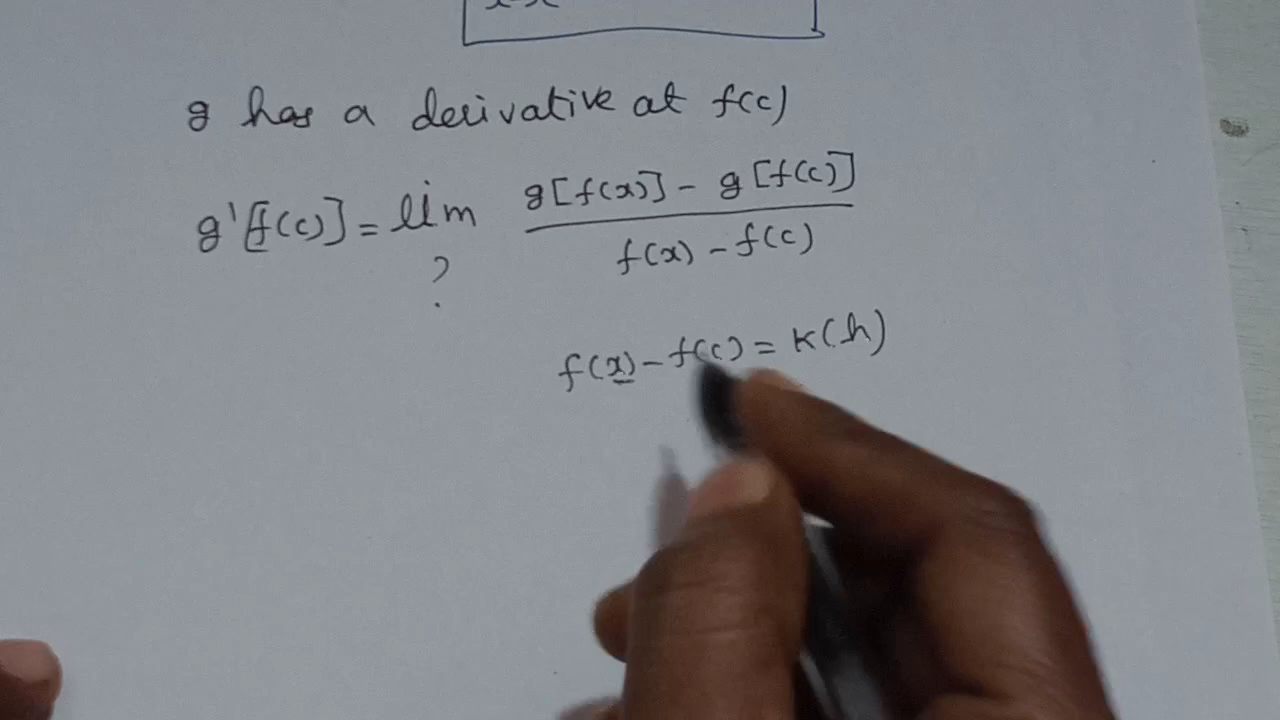 g has a derivative at f(c)
g'[f(c)] = lim g[f(x)] - g[f(c)]
? f(x) - f(c)
f(x) - f(c) = K(h)